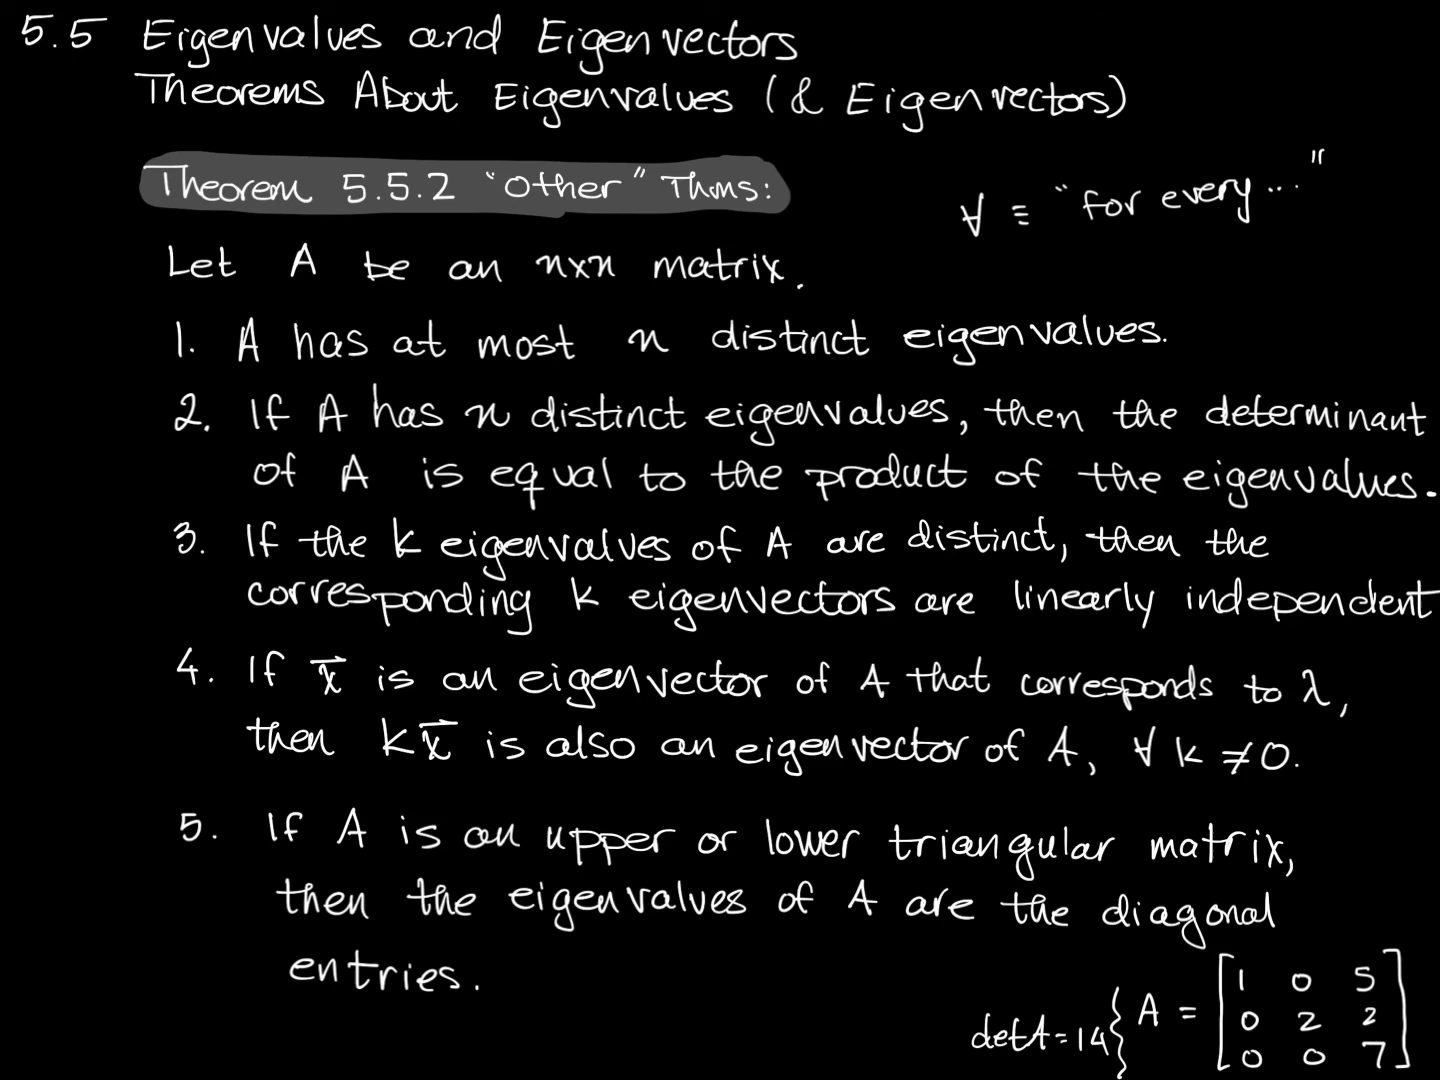 5.5 Eigenvalues and Eigenvectors
Theorems About Eigenvalues (& Eigenvectors)
Theorem 5.5.2 "Other" Thms:
∀ ≡ "for every..."
"
Let A be an n×n matrix.
1. A has at most n distinct eigenvalues.
2. If A has n distinct eigenvalues, then the determinant
of A is equal to the product of the eigenvalues.
3. If the k eigenvalues of A are distinct, then the
corresponding k eigenvectors are linearly independent
4. If x⃗ is an eigenvector of A that corresponds to λ,
then kx⃗ is also an eigenvector of A, ∀ k ≠ 0.
5. If A is an upper or lower triangular matrix,
then the eigenvalues of A are the diagonal
entries.
detA = 14 } A = [1 0 5
0 2 2
0 0 7]